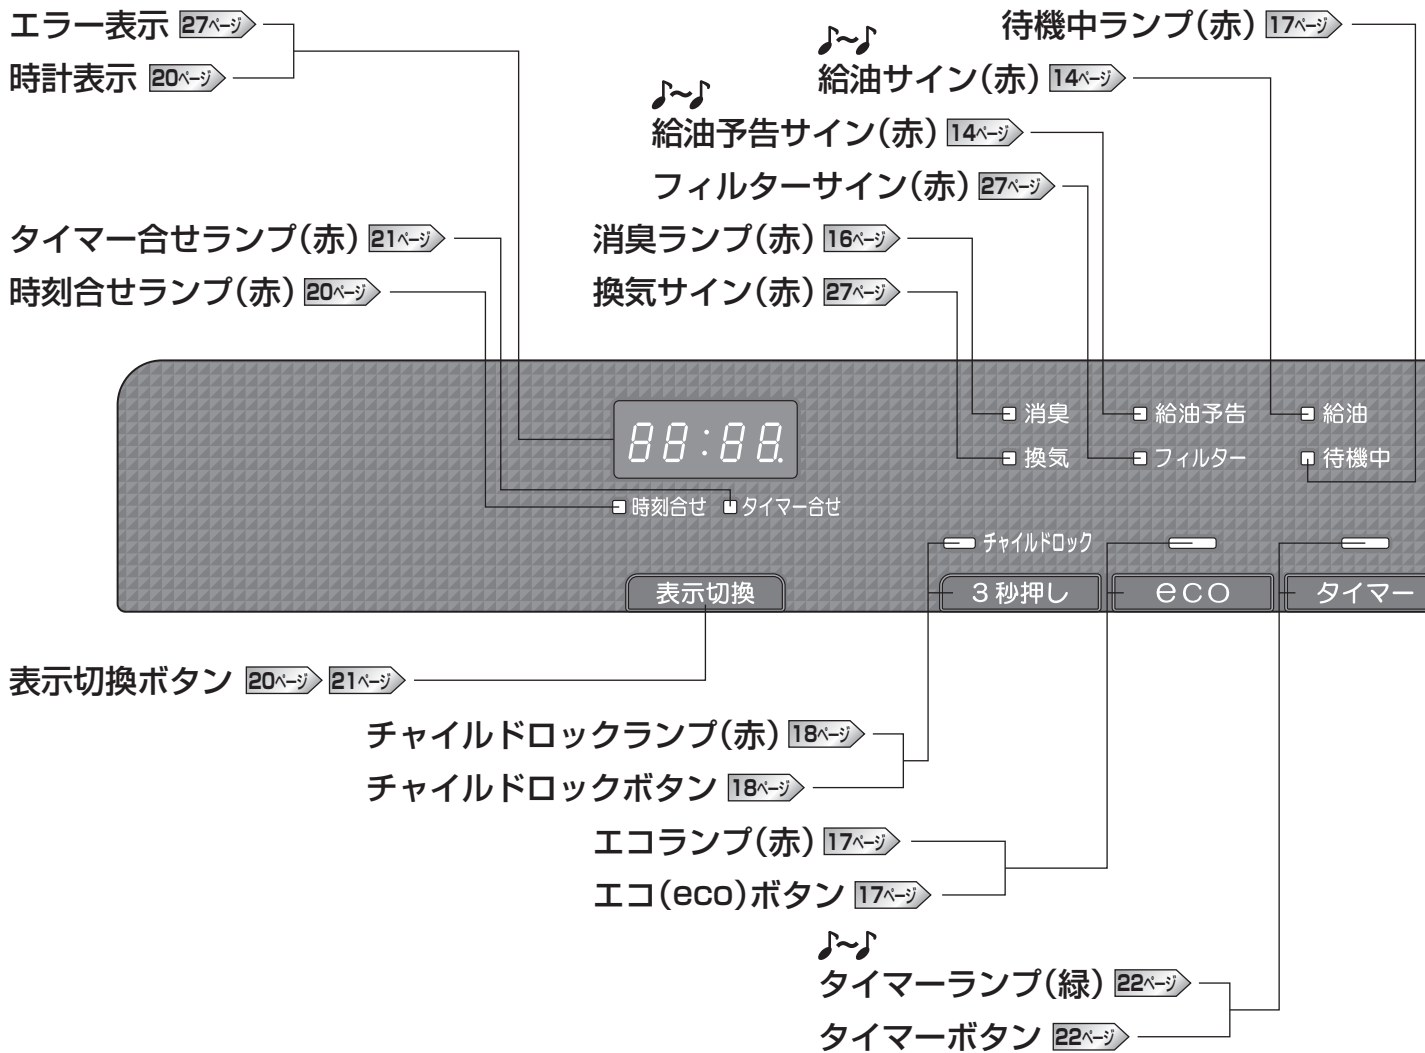 エラー表示 27ページ
待機中ランプ(赤) 17ページ
時計表示 20ページ
♪～♪
給油サイン(赤) 14ページ
♪～♪
給油予告サイン(赤) 14ページ
フィルターサイン(赤) 27ページ
タイマー合せランプ(赤) 21ページ
消臭ランプ(赤) 16ページ
時刻合せランプ(赤) 20ページ
換気サイン(赤) 27ページ
88:88.
消臭 給油予告 給油
換気 フィルター 待機中
時刻合せ タイマー合せ
チャイルドロック
表示切換 3秒押し eco タイマー
表示切換ボタン 20ページ 21ページ
チャイルドロックランプ(赤) 18ページ
チャイルドロックボタン 18ページ
エコランプ(赤) 17ページ
エコ(eco)ボタン 17ページ
♪～♪
タイマーランプ(緑) 22ページ
タイマーボタン 22ページ